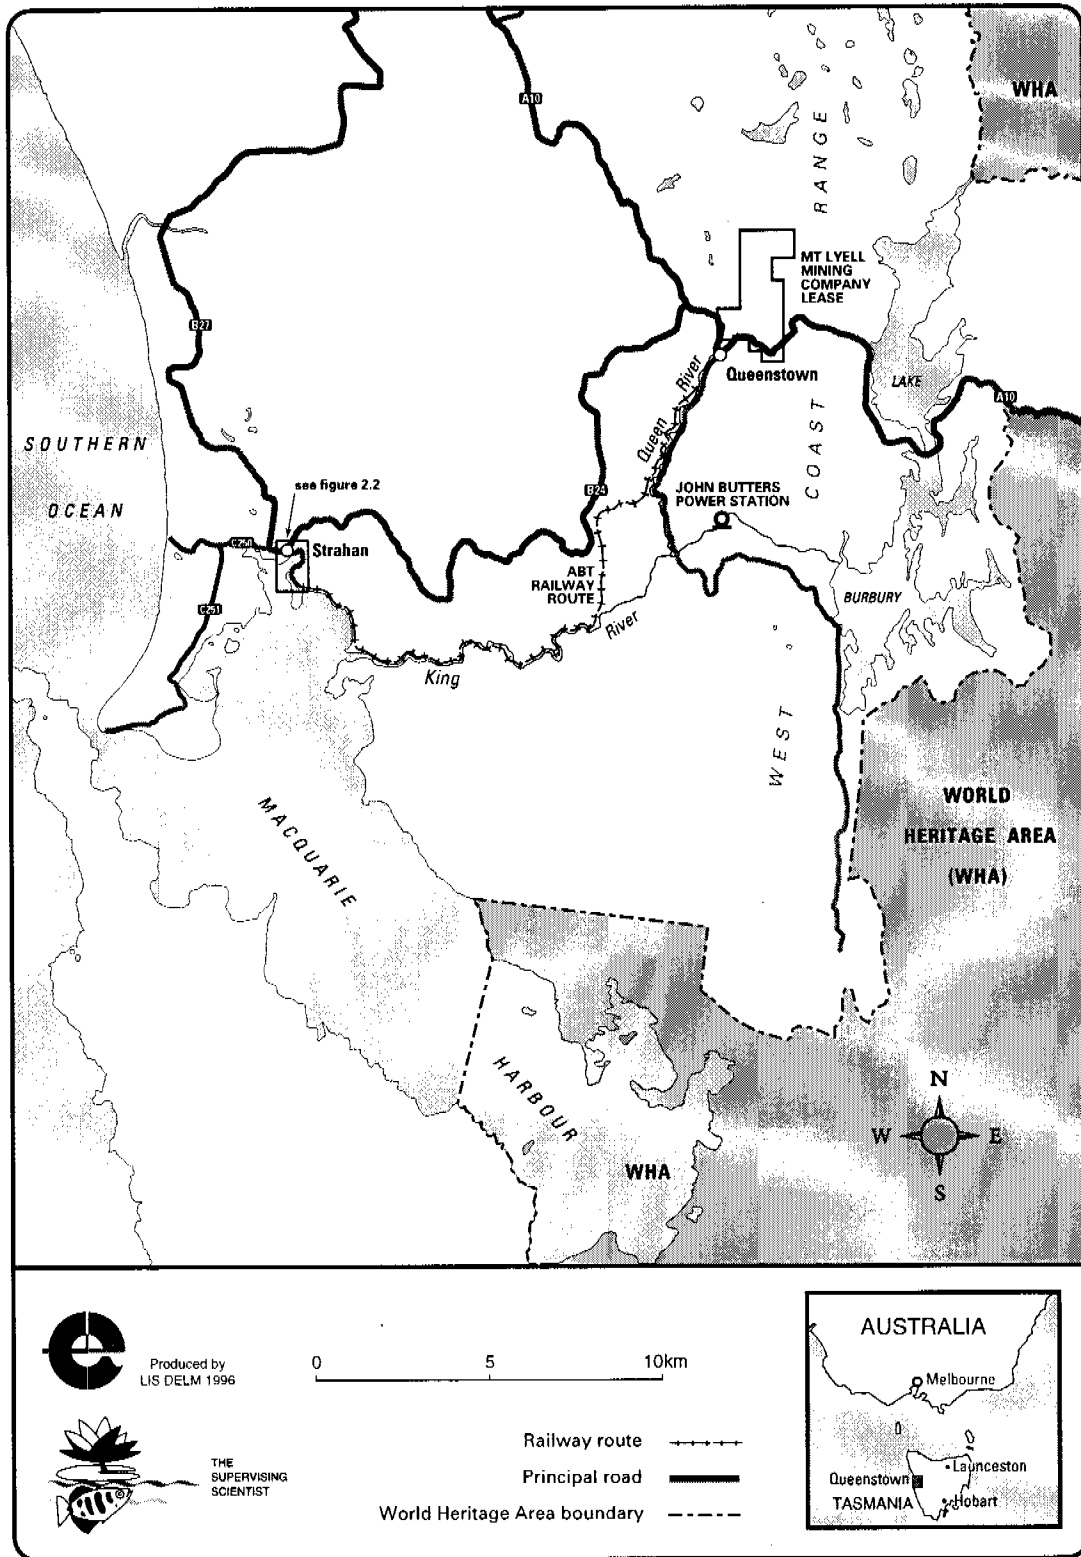 WHA
A10
RANGE
MT LYELL
MINING
COMPANY
LEASE
B27
Queenstown
LAKE
A10
Queen River
COAST
SOUTHERN
OCEAN
see figure 2.2
B24
JOHN BUTTERS
POWER STATION
C250
Strahan
ABT
RAILWAY
ROUTE
BURBURY
C251
King River
WEST
WORLD
HERITAGE AREA
(WHA)
MACQUARIE
HARBOUR
WHA
N
W E
S
Produced by
LIS DELM 1996
0 5 10km
THE
SUPERVISING
SCIENTIST
Railway route
Principal road
World Heritage Area boundary
AUSTRALIA
Melbourne
Launceston
Queenstown
TASMANIA
Hobart